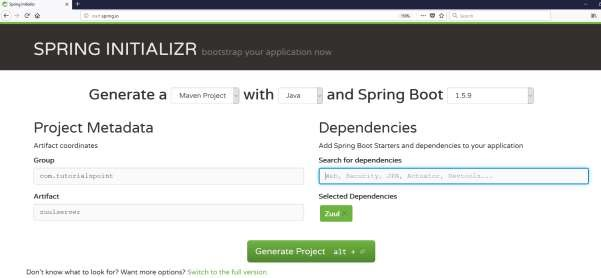 Spring Initializr
start.spring.io
110%
Search
SPRING INITIALIZR bootstrap your application now
Generate a Maven Project with Java and Spring Boot 1.5.9
Project Metadata
Artifact coordinates
Group
com.tutorialspoint
Artifact
zuulserver
Dependencies
Add Spring Boot Starters and dependencies to your application
Search for dependencies
Web, Security, JPA, Actuator, Devtools...
Selected Dependencies
Zuul ×
Generate Project alt + ⏎
Don't know what to look for? Want more options? Switch to the full version.